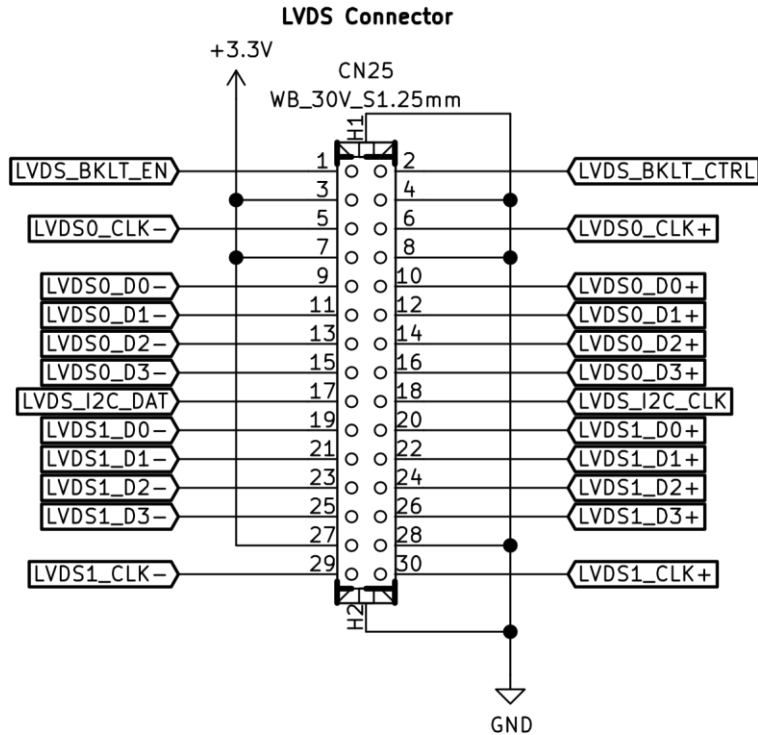 LVDS Connector
+3.3V
CN25
WB_30V_S1.25mm
H1
LVDS_BKLT_EN 1 2 LVDS_BKLT_CTRL
3 4
LVDS0_CLK- 5 6 LVDS0_CLK+
7 8
LVDS0_D0- 9 10 LVDS0_D0+
LVDS0_D1- 11 12 LVDS0_D1+
LVDS0_D2- 13 14 LVDS0_D2+
LVDS0_D3- 15 16 LVDS0_D3+
LVDS_I2C_DAT 17 18 LVDS_I2C_CLK
LVDS1_D0- 19 20 LVDS1_D0+
LVDS1_D1- 21 22 LVDS1_D1+
LVDS1_D2- 23 24 LVDS1_D2+
LVDS1_D3- 25 26 LVDS1_D3+
27 28
LVDS1_CLK- 29 30 LVDS1_CLK+
H2
GND